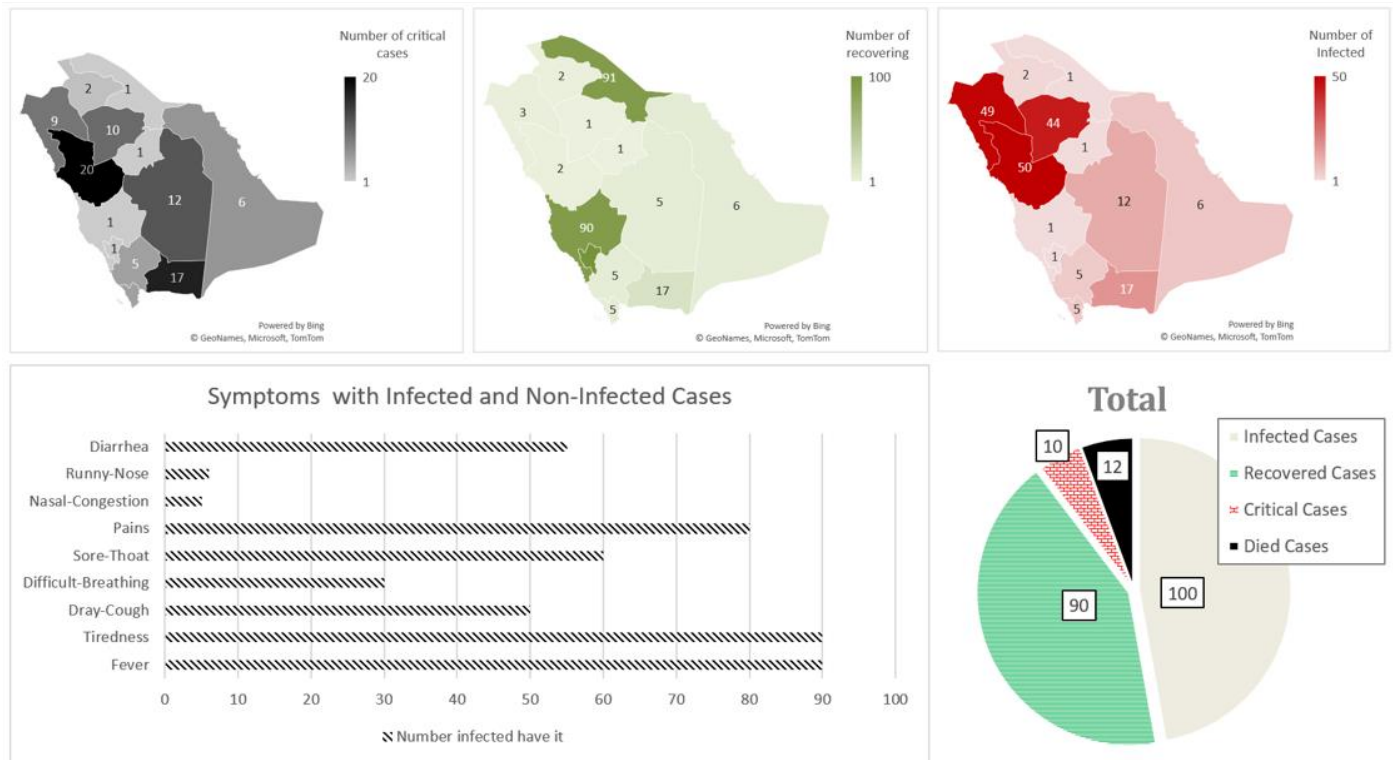 Number of critical
cases
20
1
2
1
9
10
1
20
12
6
1
1
5
17
Powered by Bing
© GeoNames, Microsoft, TomTom
Number of
recovering
100
1
91
2
3
1
1
2
5
6
90
5
17
5
Powered by Bing
© GeoNames, Microsoft, TomTom
Number of
Infected
50
1
2
1
49
44
1
50
12
6
1
1
5
17
5
Powered by Bing
© GeoNames, Microsoft, TomTom
Symptoms with Infected and Non-Infected Cases
Diarrhea
Runny-Nose
Nasal-Congestion
Pains
Sore-Thoat
Difficult-Breathing
Dray-Cough
Tiredness
Fever
0 10 20 30 40 50 60 70 80 90 100
Number infected have it
Total
10
12
90
100
Infected Cases
Recovered Cases
Critical Cases
Died Cases